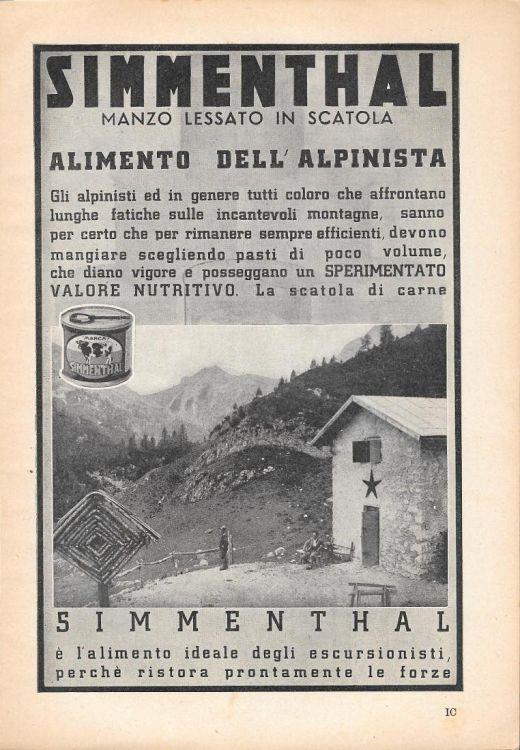 SIMMENTHAL
MANZO LESSATO IN SCATOLA
ALIMENTO DELL'ALPINISTA
Gli alpinisti ed in genere tutti coloro che affrontano
lunghe fatiche sulle incantevoli montagne, sanno
per certo che per rimanere sempre efficienti, devono
mangiare scegliendo pasti di poco volume,
che diano vigore e posseggano un SPERIMENTATO
VALORE NUTRITIVO. La scatola di carne
MARCA
SIMMENTHAL
SIMMENTHAL
è l'alimento ideale degli escursionisti,
perchè ristora prontamente le forze
IC